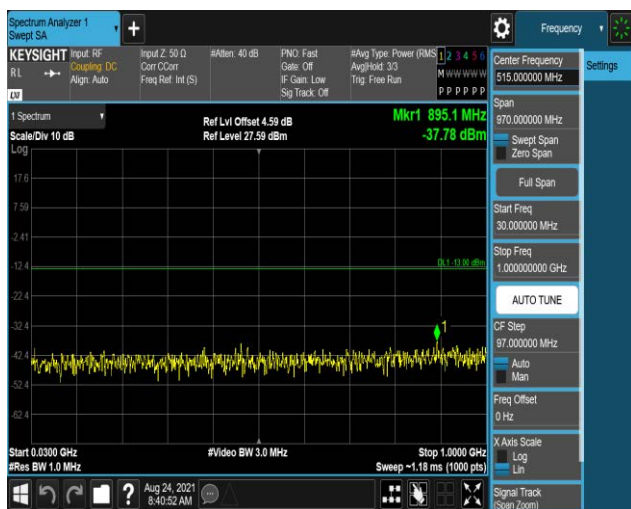 Spectrum Analyzer 1
Swept SA
Frequency
KEYSIGHT
RL
LXI
Input: RF
Coupling: DC
Align: Auto
Input Z: 50 Ω
Corr CCorr
Freq Ref: Int (S)
#Atten: 40 dB
PNO: Fast
Gate: Off
IF Gain: Low
Sig Track: Off
#Avg Type: Power (RMS
Avg|Hold: 3/3
Trig: Free Run
1 2 3 4 5 6
M W W W W W
P P P P P P
Center Frequency
515.000000 MHz
Settings
1 Spectrum
Scale/Div 10 dB
Log
Ref Lvl Offset 4.59 dB
Ref Level 27.59 dBm
Mkr1 895.1 MHz
-37.78 dBm
Span
970.000000 MHz
Swept Span
Zero Span
Full Span
17.6
7.59
-2.41
-12.4
-22.4
-32.4
-42.4
-52.4
-62.4
DL1 -13.00 dBm
1
Start Freq
30.000000 MHz
Stop Freq
1.000000000 GHz
AUTO TUNE
CF Step
97.000000 MHz
Auto
Man
Freq Offset
0 Hz
X Axis Scale
Log
Lin
Signal Track
(Span Zoom)
Start 0.0300 GHz
#Res BW 1.0 MHz
#Video BW 3.0 MHz
Stop 1.0000 GHz
Sweep ~1.18 ms (1000 pts)
?
Aug 24, 2021
8:40:52 AM